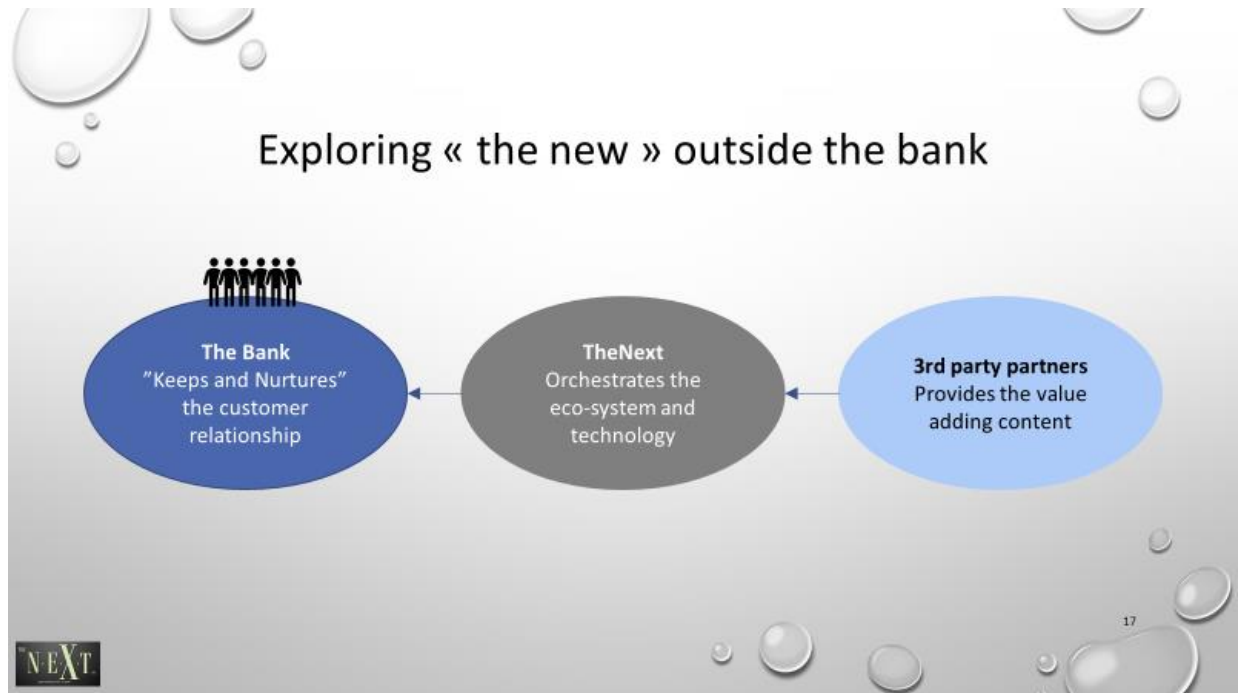 Exploring « the new » outside the bank
The Bank
”Keeps and Nurtures”
the customer
relationship
TheNext
Orchestrates the
eco-system and
technology
3rd party partners
Provides the value
adding content
17
THE
NEXT